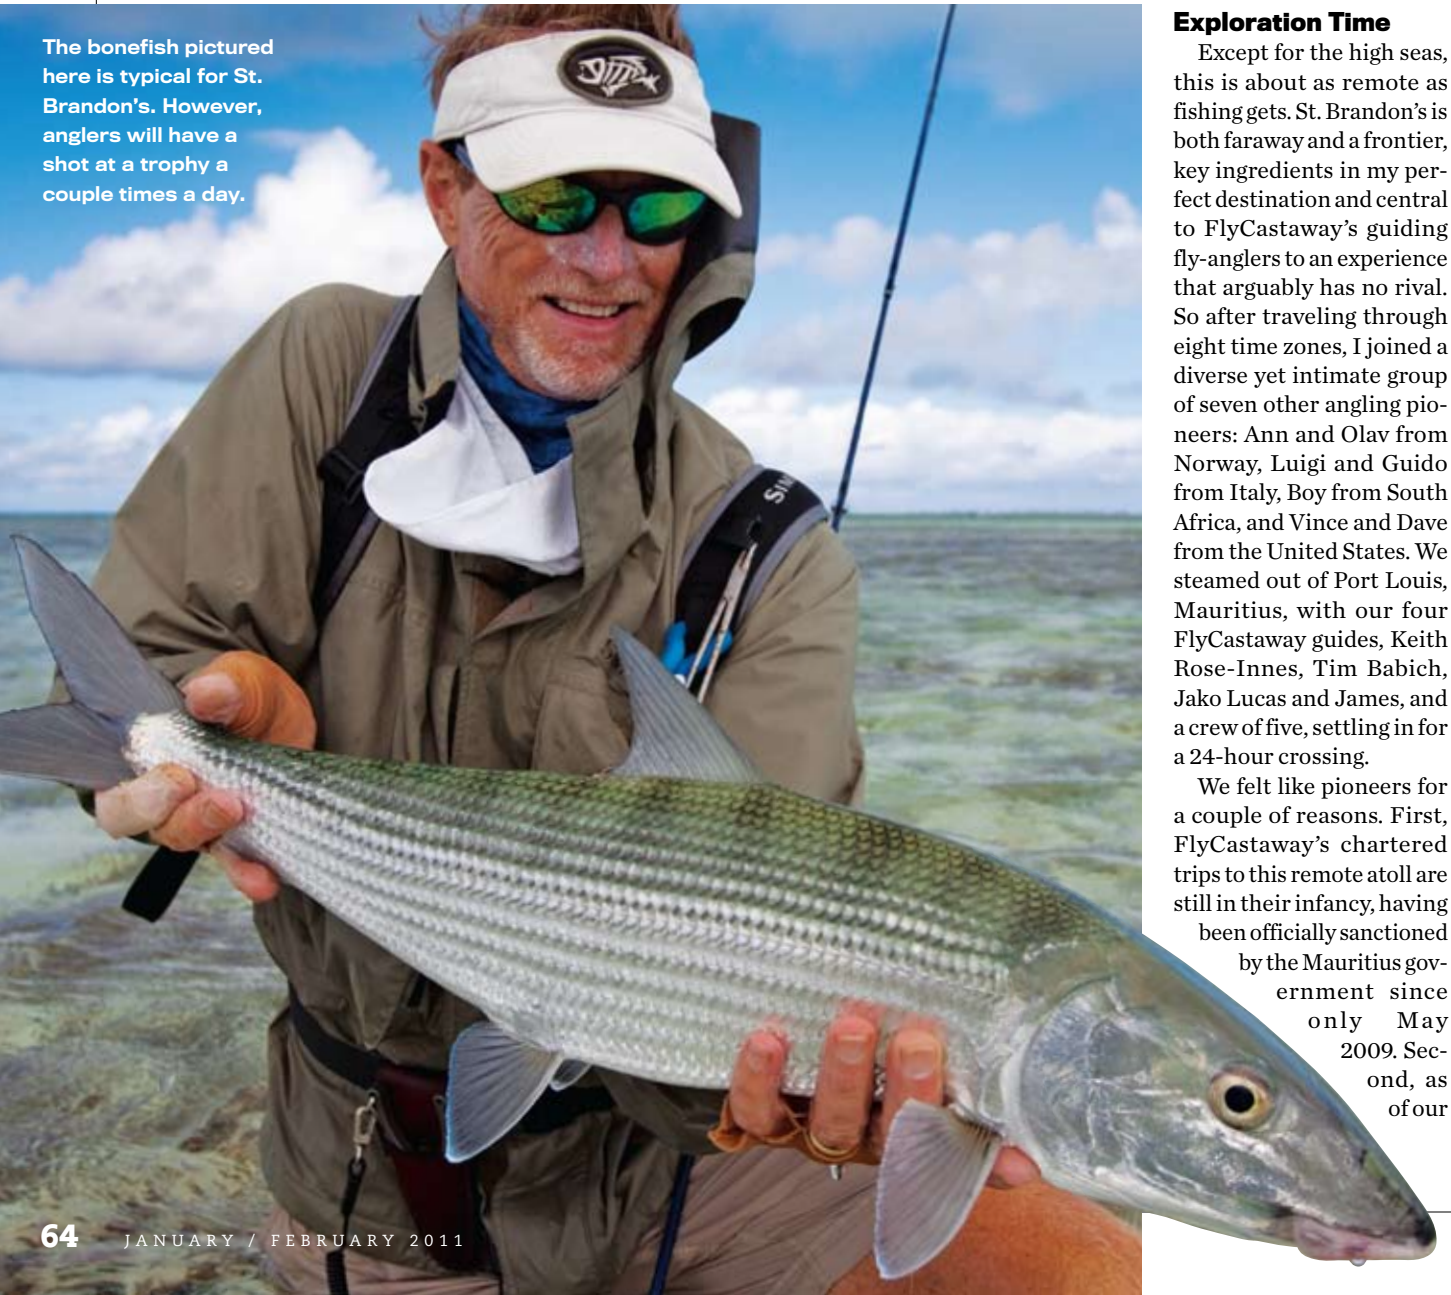 The bonefish pictured
here is typical for St.
Brandon's. However,
anglers will have a
shot at a trophy a
couple times a day.
Exploration Time
Except for the high seas,
this is about as remote as
fishing gets. St. Brandon's is
both faraway and a frontier,
key ingredients in my per-
fect destination and central
to FlyCastaway's guiding
fly-anglers to an experience
that arguably has no rival.
So after traveling through
eight time zones, I joined a
diverse yet intimate group
of seven other angling pio-
neers: Ann and Olav from
Norway, Luigi and Guido
from Italy, Boy from South
Africa, and Vince and Dave
from the United States. We
steamed out of Port Louis,
Mauritius, with our four
FlyCastaway guides, Keith
Rose-Innes, Tim Babich,
Jako Lucas and James, and
a crew of five, settling in for
a 24-hour crossing.
We felt like pioneers for
a couple of reasons. First,
FlyCastaway's chartered
trips to this remote atoll are
still in their infancy, having
been officially sanctioned
by the Mauritius gov-
ernment since
only May
2009. Sec-
ond, as
of our
64 JANUARY / FEBRUARY 2011